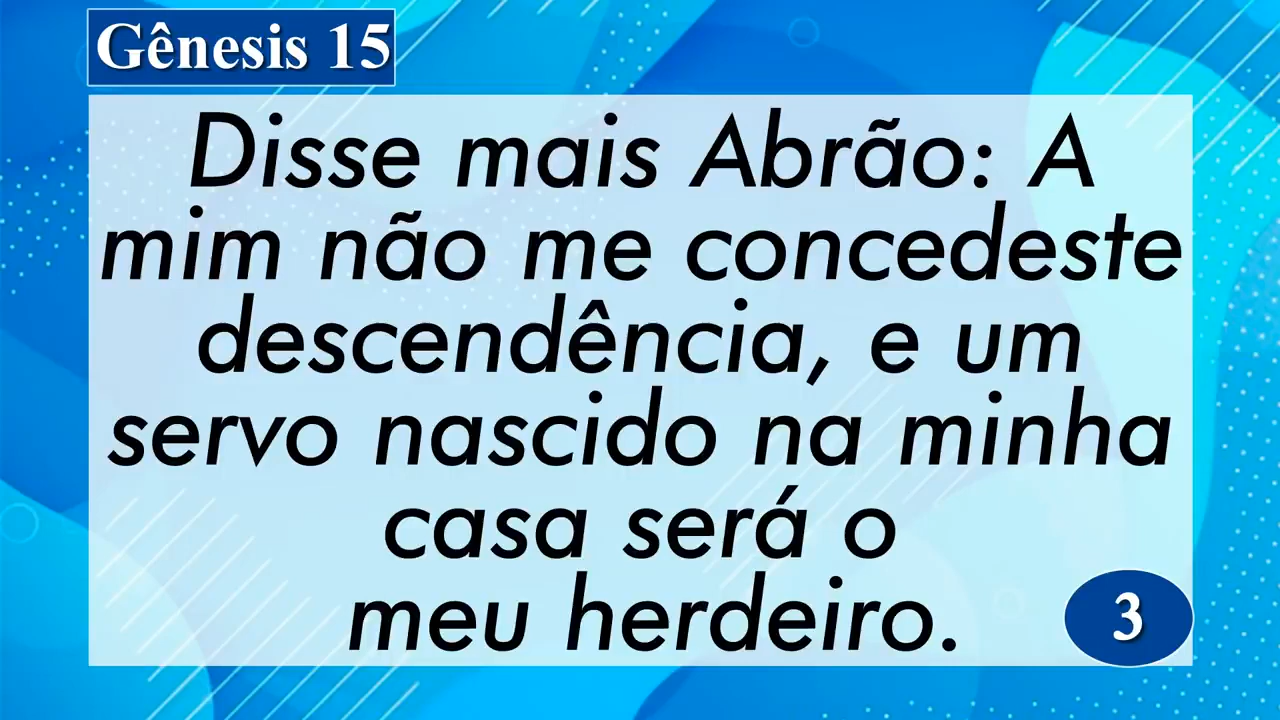 Gênesis 15
Disse mais Abrão: A
mim não me concedeste
descendência, e um
servo nascido na minha
casa será o
meu herdeiro.
3